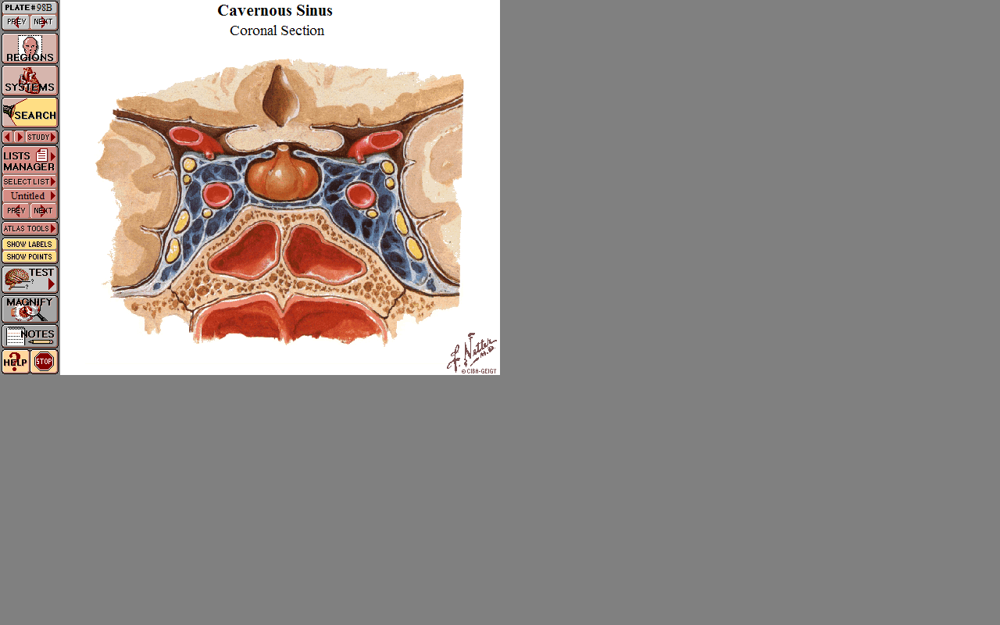 PLATE# 98B
PREV NEXT
REGIONS
SYSTEMS
SEARCH
STUDY
LISTS
MANAGER
SELECT LIST
Untitled
PREV NEXT
ATLAS TOOLS
SHOW LABELS
SHOW POINTS
TEST
? ?
MAGNIFY
NOTES
HELP
?
STOP
Cavernous Sinus
Coronal Section
F. Netter
M.D.
© CIBA-GEIGY